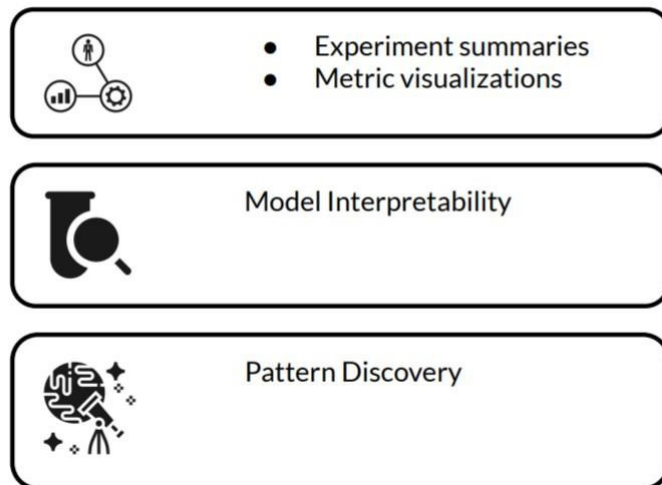 ● Experiment summaries
● Metric visualizations
Model Interpretability
Pattern Discovery